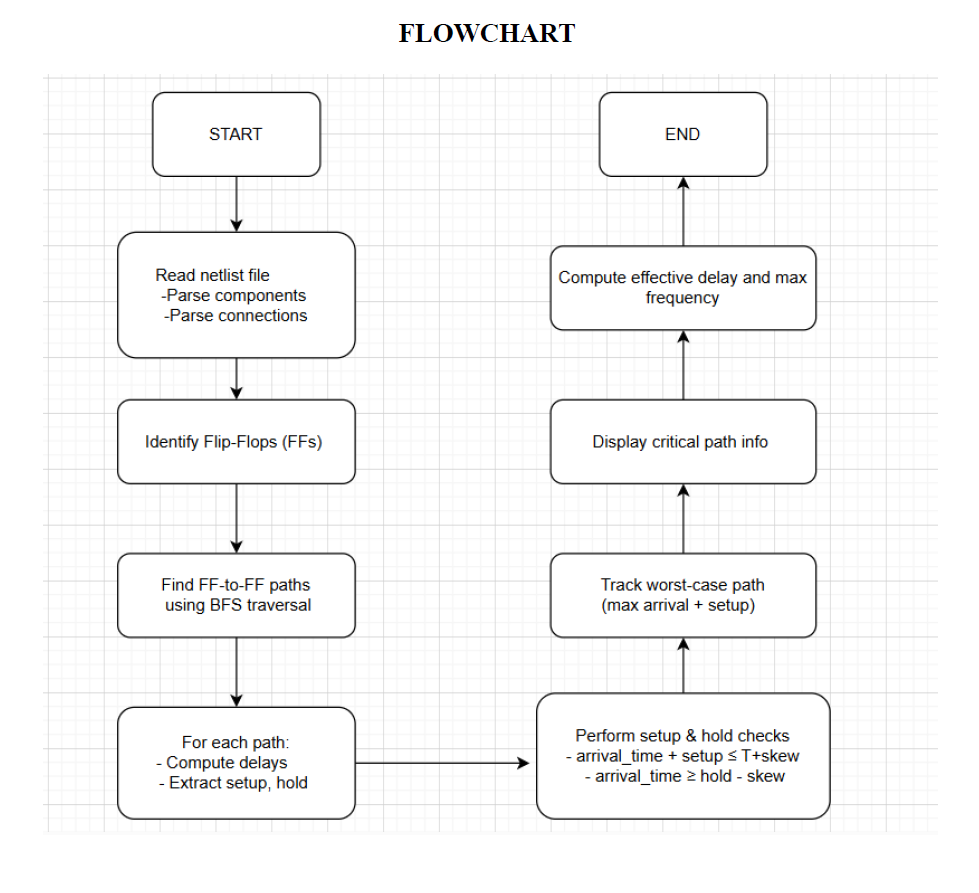 FLOWCHART
START
Read netlist file
-Parse components
-Parse connections
Identify Flip-Flops (FFs)
Find FF-to-FF paths
using BFS traversal
For each path:
- Compute delays
- Extract setup, hold
Perform setup & hold checks
- arrival_time + setup ≤ T+skew
- arrival_time ≥ hold - skew
Track worst-case path
(max arrival + setup)
Display critical path info
Compute effective delay and max
frequency
END